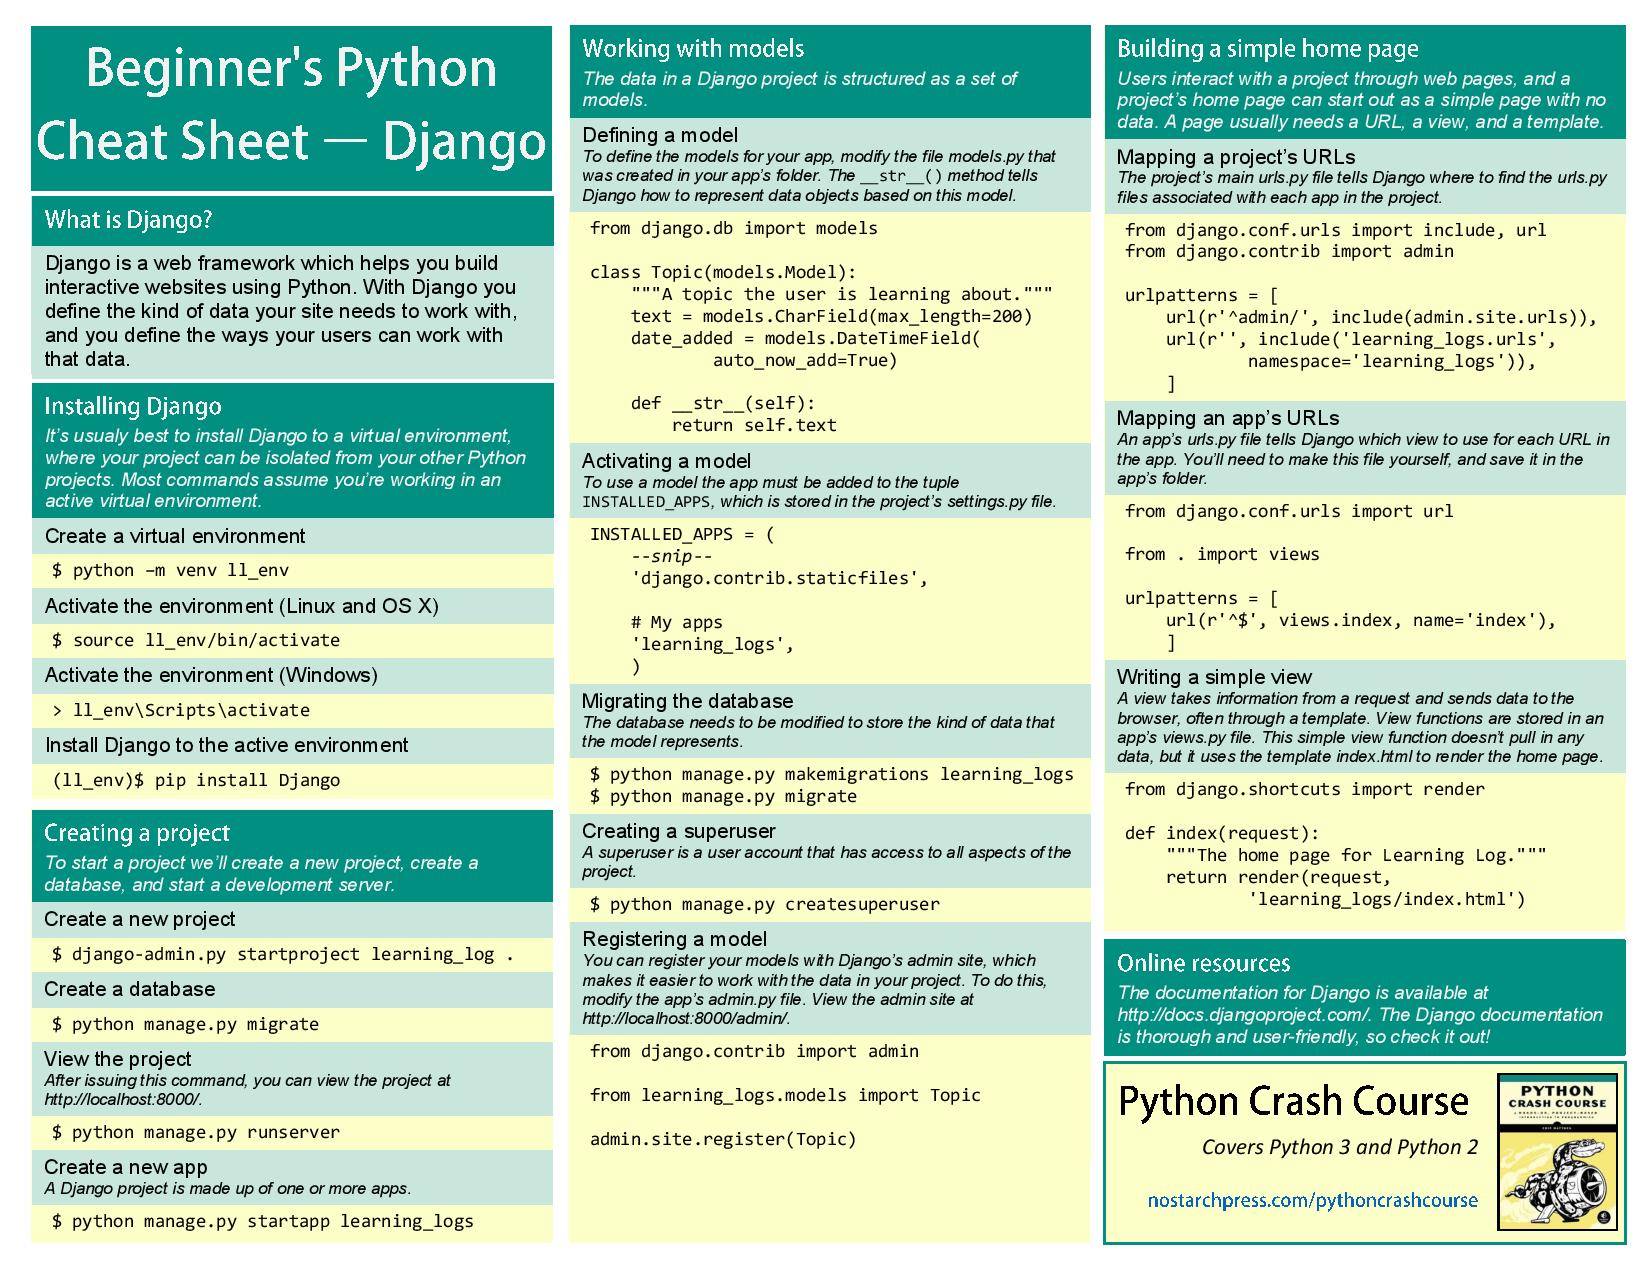 Beginner's Python
Cheat Sheet — Django
What is Django?
Django is a web framework which helps you build
interactive websites using Python. With Django you
define the kind of data your site needs to work with,
and you define the ways your users can work with
that data.
Installing Django
It's usualy best to install Django to a virtual environment,
where your project can be isolated from your other Python
projects. Most commands assume you're working in an
active virtual environment.
Create a virtual environment
$ python –m venv ll_env
Activate the environment (Linux and OS X)
$ source ll_env/bin/activate
Activate the environment (Windows)
> ll_env\Scripts\activate
Install Django to the active environment
(ll_env)$ pip install Django
Creating a project
To start a project we'll create a new project, create a
database, and start a development server.
Create a new project
$ django-admin.py startproject learning_log .
Create a database
$ python manage.py migrate
View the project
After issuing this command, you can view the project at
http://localhost:8000/.
$ python manage.py runserver
Create a new app
A Django project is made up of one or more apps.
$ python manage.py startapp learning_logs
Working with models
The data in a Django project is structured as a set of
models.
Defining a model
To define the models for your app, modify the file models.py that
was created in your app's folder. The __str__() method tells
Django how to represent data objects based on this model.
from django.db import models
class Topic(models.Model):
    """A topic the user is learning about."""
    text = models.CharField(max_length=200)
    date_added = models.DateTimeField(
            auto_now_add=True)
    def __str__(self):
        return self.text
Activating a model
To use a model the app must be added to the tuple
INSTALLED_APPS, which is stored in the project's settings.py file.
INSTALLED_APPS = (
    --snip--
    'django.contrib.staticfiles',
    # My apps
    'learning_logs',
    )
Migrating the database
The database needs to be modified to store the kind of data that
the model represents.
$ python manage.py makemigrations learning_logs
$ python manage.py migrate
Creating a superuser
A superuser is a user account that has access to all aspects of the
project.
$ python manage.py createsuperuser
Registering a model
You can register your models with Django's admin site, which
makes it easier to work with the data in your project. To do this,
modify the app's admin.py file. View the admin site at
http://localhost:8000/admin/.
from django.contrib import admin
from learning_logs.models import Topic
admin.site.register(Topic)
Building a simple home page
Users interact with a project through web pages, and a
project's home page can start out as a simple page with no
data. A page usually needs a URL, a view, and a template.
Mapping a project's URLs
The project's main urls.py file tells Django where to find the urls.py
files associated with each app in the project.
from django.conf.urls import include, url
from django.contrib import admin
urlpatterns = [
    url(r'^admin/', include(admin.site.urls)),
    url(r'', include('learning_logs.urls',
            namespace='learning_logs')),
    ]
Mapping an app's URLs
An app's urls.py file tells Django which view to use for each URL in
the app. You'll need to make this file yourself, and save it in the
app's folder.
from django.conf.urls import url
from . import views
urlpatterns = [
    url(r'^$', views.index, name='index'),
    ]
Writing a simple view
A view takes information from a request and sends data to the
browser, often through a template. View functions are stored in an
app's views.py file. This simple view function doesn't pull in any
data, but it uses the template index.html to render the home page.
from django.shortcuts import render
def index(request):
    """The home page for Learning Log."""
    return render(request,
            'learning_logs/index.html')
Online resources
The documentation for Django is available at
http://docs.djangoproject.com/. The Django documentation
is thorough and user-friendly, so check it out!
Python Crash Course
Covers Python 3 and Python 2
nostarchpress.com/pythoncrashcourse
PYTHON
CRASH COURSE